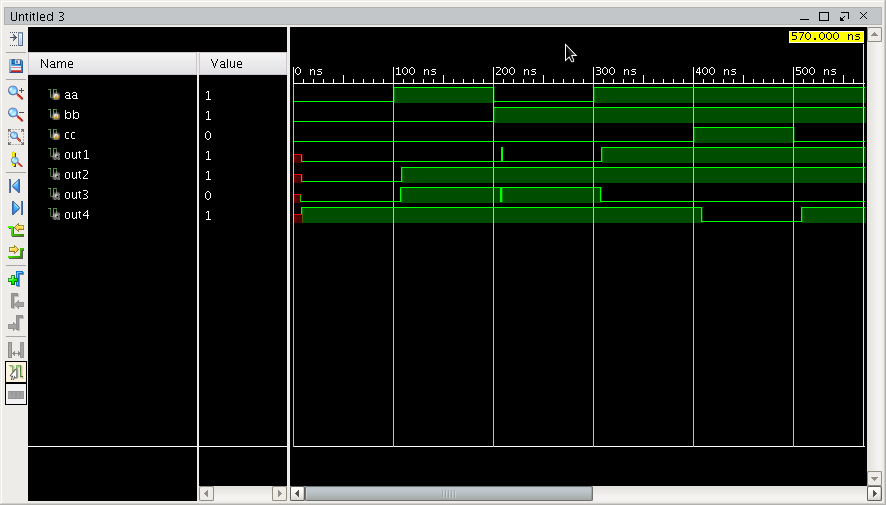 Untitled 3
570.000 ns
Name Value
0 ns 100 ns 200 ns 300 ns 400 ns 500 ns
aa 1
bb 1
cc 0
out1 1
out2 1
out3 0
out4 1